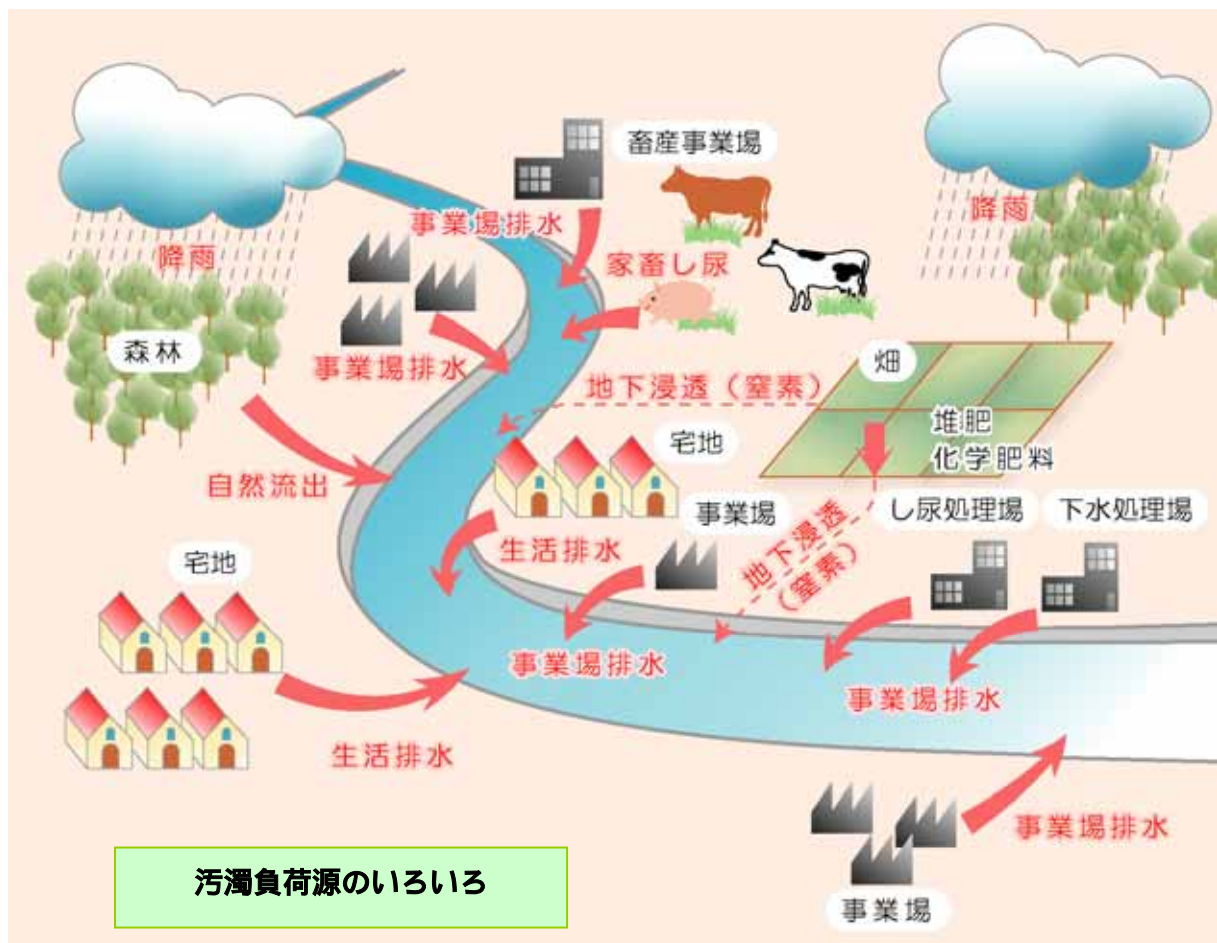 畜産事業場
事業場排水
降雨
降雨
家畜し尿
森林
事業場排水
畑
地下浸透(窒素)
堆肥
化学肥料
宅地
自然流出
事業場
し尿処理場
下水処理場
生活排水
地下浸透
(窒素)
宅地
事業場排水
事業場排水
生活排水
事業場排水
汚濁負荷源のいろいろ
事業場